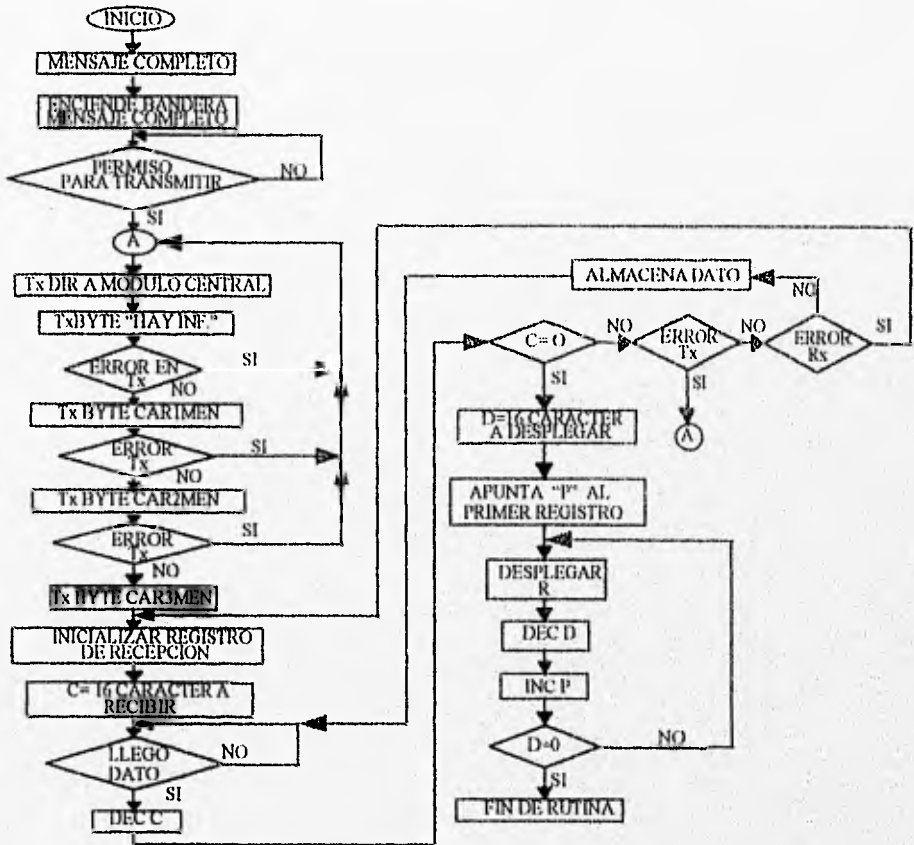 INICIO
MENSAJE COMPLETO
ENCIENDE BANDERA
MENSAJE COMPLETO
PERMISO
PARA TRANSMITIR
NO
SI
A
Tx DIR A MODULO CENTRAL
TxBYTE "HAY INF."
ERROR EN
Tx
SI
NO
Tx BYTE CAR1MEN
ERROR
Tx
SI
NO
Tx BYTE CAR2MEN
ERROR
Tx
SI
NO
Tx BYTE CAR3MEN
INICIALIZAR REGISTRO
DE RECEPCION
C= 16 CARACTER A
RECIBIR
LLEGO
DATO
NO
SI
DEC C
ALMACENA DATO
C= 0
NO
ERROR
Tx
NO
ERROR
Rx
NO
SI
SI
SI
A
D=16 CARACTER
A DESPLEGAR
APUNTA "P" AL
PRIMER REGISTRO
DESPLEGAR
R
DEC D
INC P
D=0
NO
SI
FIN DE RUTINA